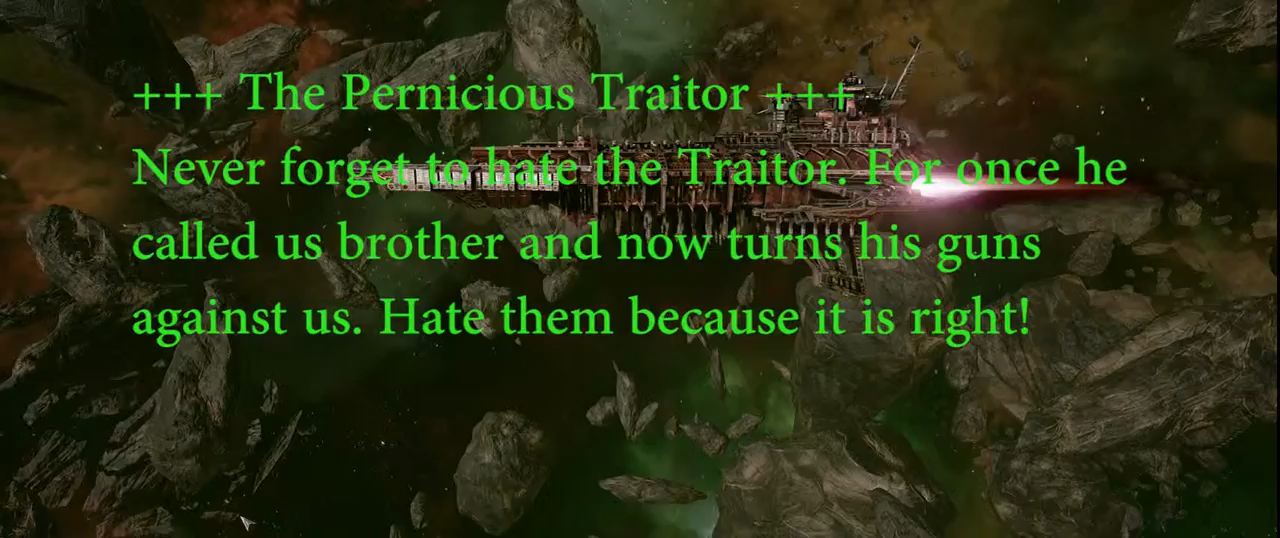 +++ The Pernicious Traitor +++
Never forget to hate the Traitor. For once he
called us brother and now turns his guns
against us. Hate them because it is right!